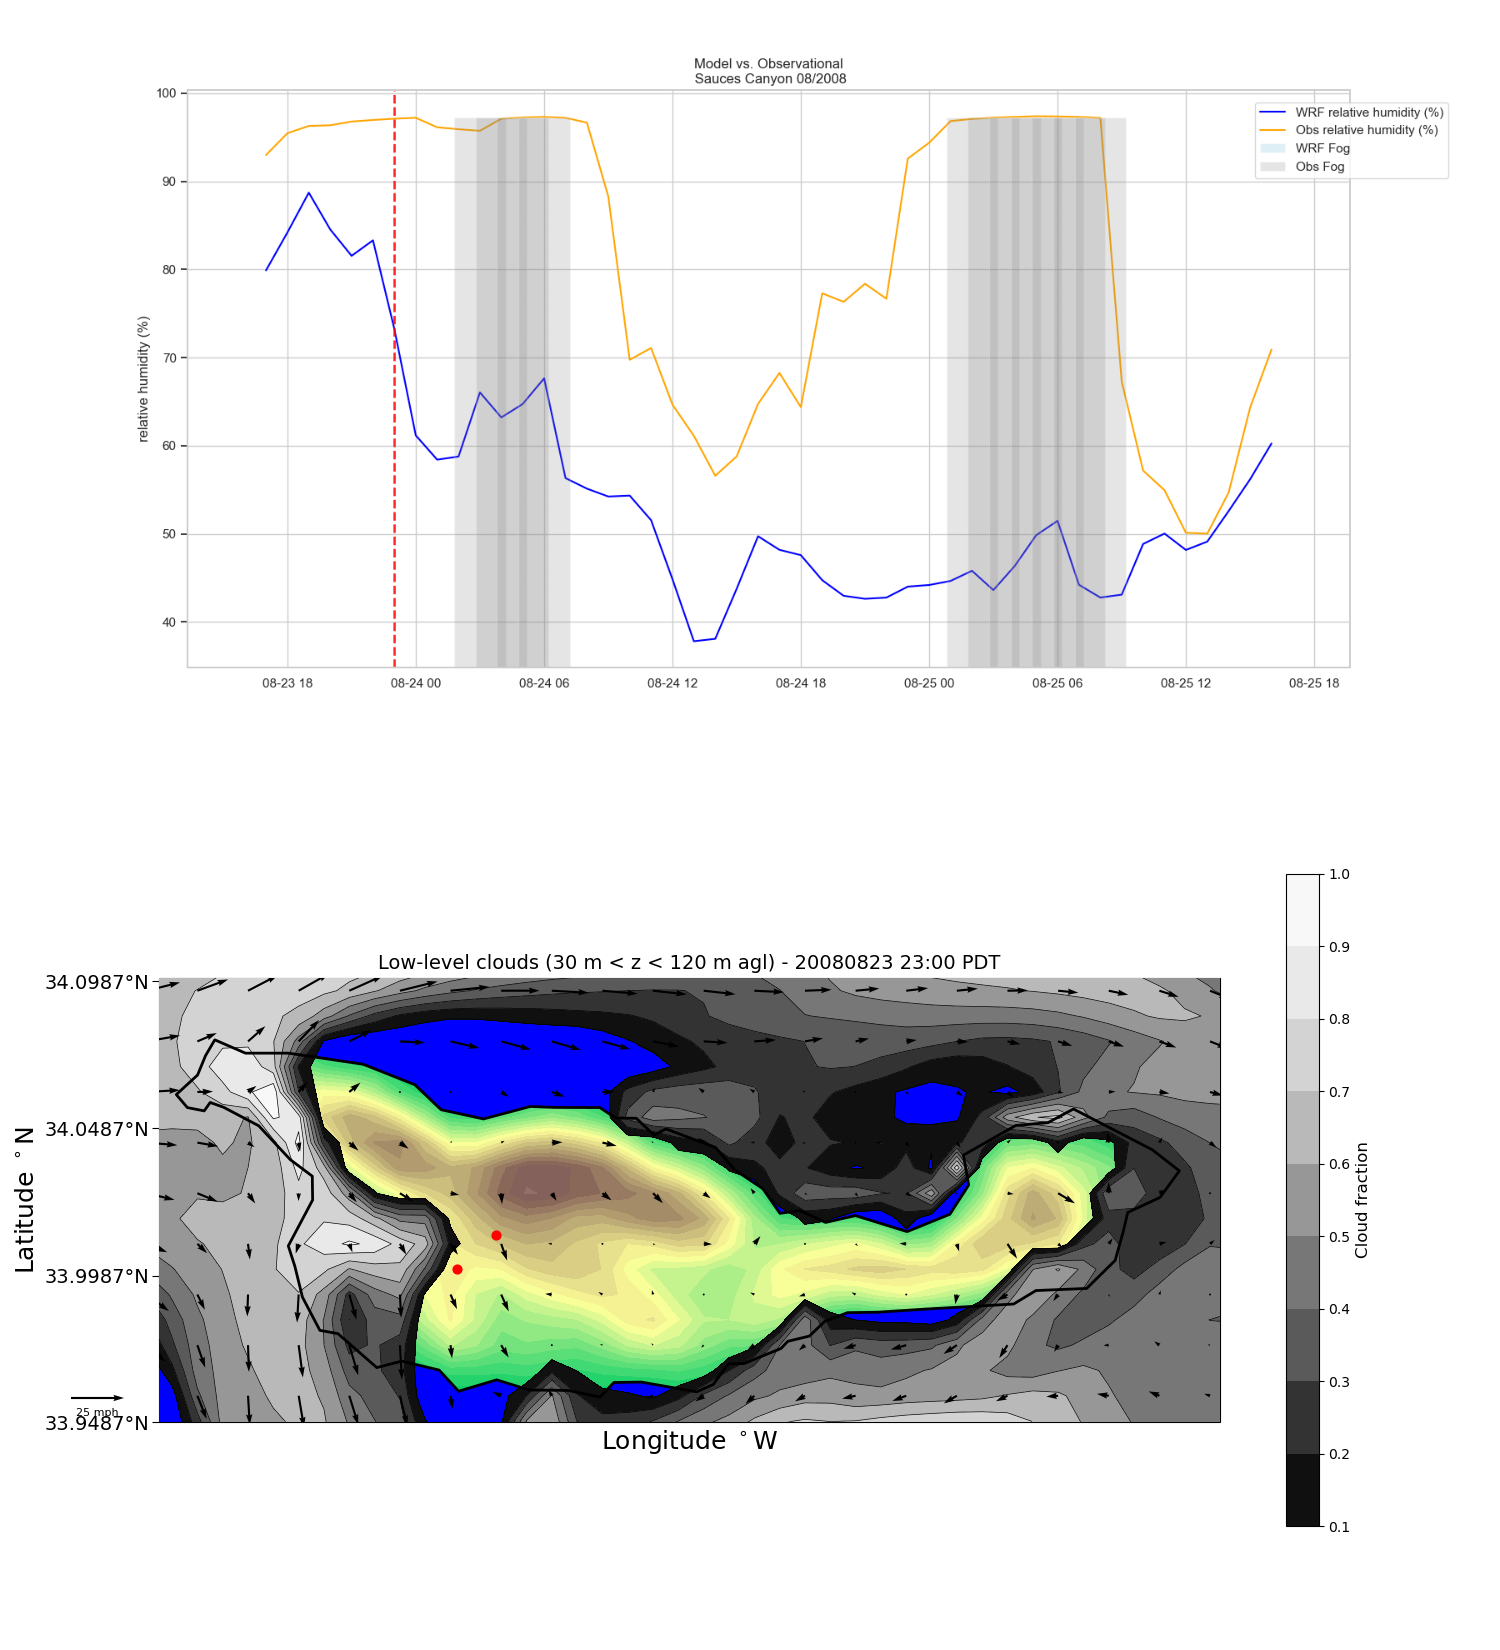 Model vs. Observational
Sauces Canyon 08/2008
100
90
80
70
60
50
40
relative humidity (%)
WRF relative humidity (%)
Obs relative humidity (%)
WRF Fog
Obs Fog
08-23 18
08-24 00
08-24 06
08-24 12
08-24 18
08-25 00
08-25 06
08-25 12
08-25 18
Low-level clouds (30 m < z < 120 m agl) - 20080823 23:00 PDT
34.0987°N
34.0487°N
33.9987°N
33.9487°N
Latitude °N
25 mph
Longitude °W
1.0
0.9
0.8
0.7
0.6
0.5
0.4
0.3
0.2
0.1
Cloud fraction